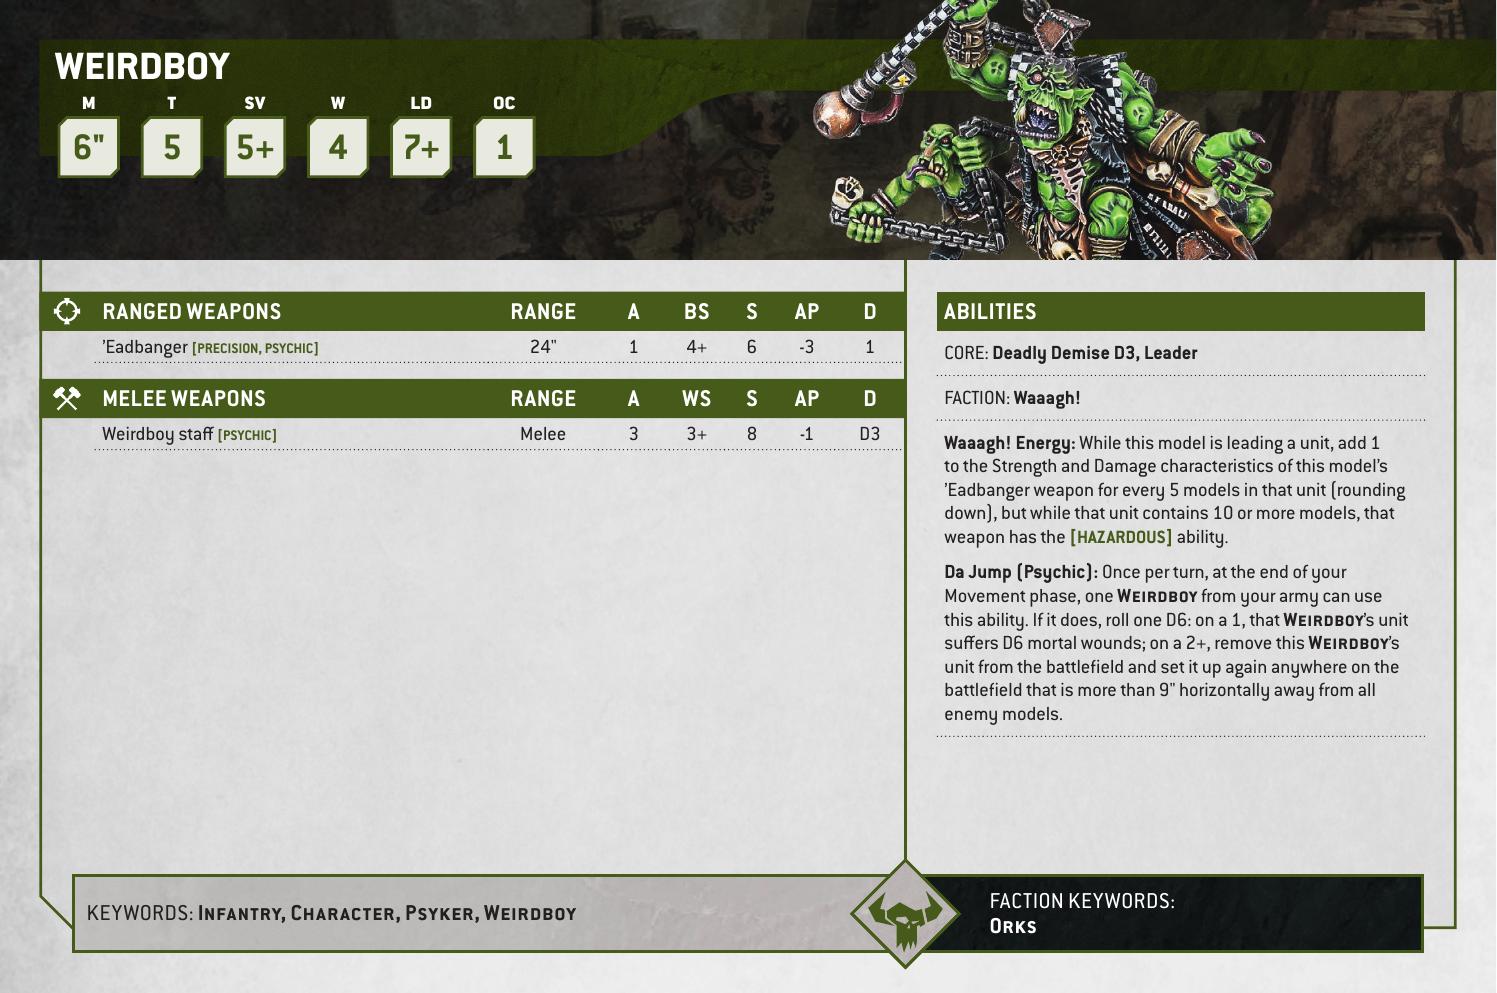 WEIRDBOY
M T SV W LD OC
6" 5 5+ 4 7+ 1
RANGED WEAPONS RANGE A BS S AP D
’Eadbanger [PRECISION, PSYCHIC] 24" 1 4+ 6 -3 1
MELEE WEAPONS RANGE A WS S AP D
Weirdboy staff [PSYCHIC] Melee 3 3+ 8 -1 D3
ABILITIES
CORE: Deadly Demise D3, Leader
FACTION: Waaagh!
Waaagh! Energy: While this model is leading a unit, add 1
to the Strength and Damage characteristics of this model’s
’Eadbanger weapon for every 5 models in that unit (rounding
down), but while that unit contains 10 or more models, that
weapon has the [HAZARDOUS] ability.
Da Jump (Psychic): Once per turn, at the end of your
Movement phase, one WEIRDBOY from your army can use
this ability. If it does, roll one D6: on a 1, that WEIRDBOY’s unit
suffers D6 mortal wounds; on a 2+, remove this WEIRDBOY’s
unit from the battlefield and set it up again anywhere on the
battlefield that is more than 9" horizontally away from all
enemy models.
KEYWORDS: INFANTRY, CHARACTER, PSYKER, WEIRDBOY
FACTION KEYWORDS:
ORKS